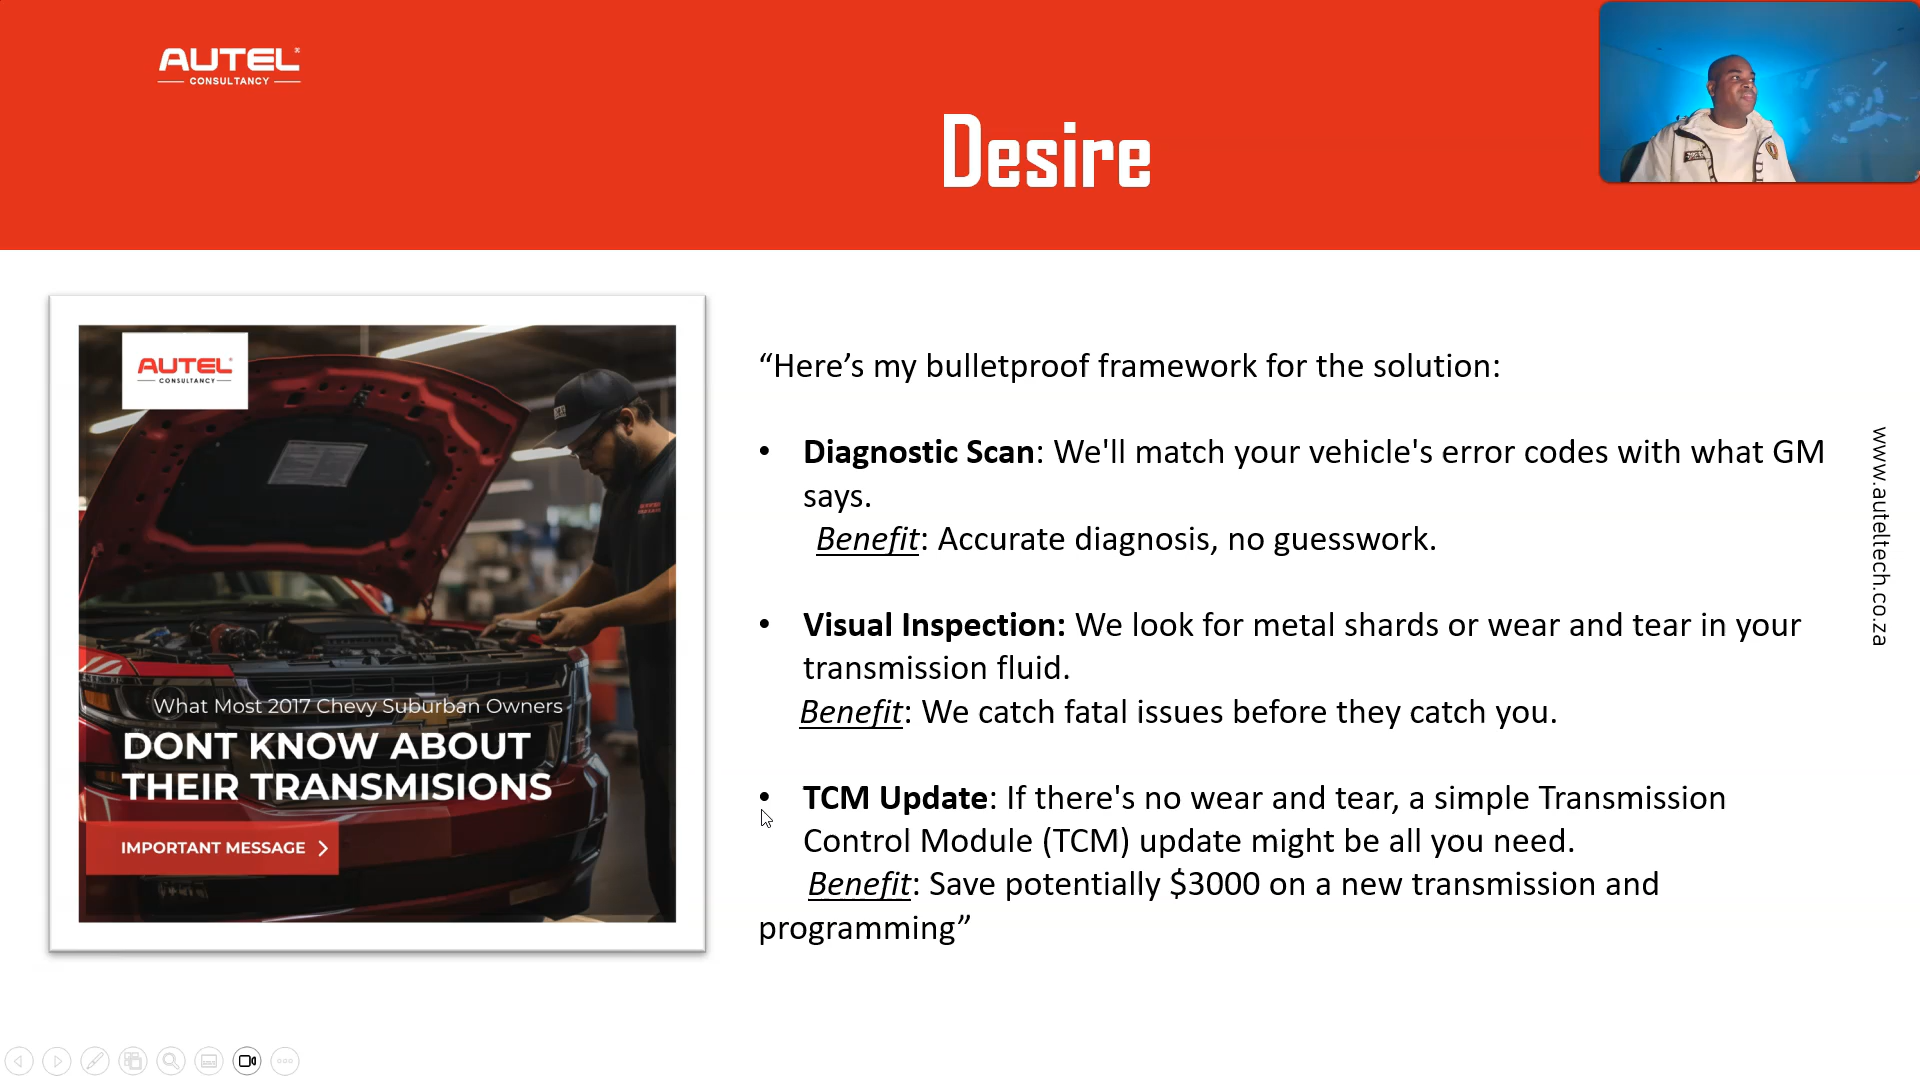 AUTEL
CONSULTANCY
Desire
AUTEL
CONSULTANCY
What Most 2017 Chevy Suburban Owners
DONT KNOW ABOUT
THEIR TRANSMISIONS
IMPORTANT MESSAGE
“Here’s my bulletproof framework for the solution:
• Diagnostic Scan: We'll match your vehicle's error codes with what GM
says.
Benefit: Accurate diagnosis, no guesswork.
• Visual Inspection: We look for metal shards or wear and tear in your
transmission fluid.
Benefit: We catch fatal issues before they catch you.
• TCM Update: If there's no wear and tear, a simple Transmission
Control Module (TCM) update might be all you need.
Benefit: Save potentially $3000 on a new transmission and
programming”
www.auteltech.co.za